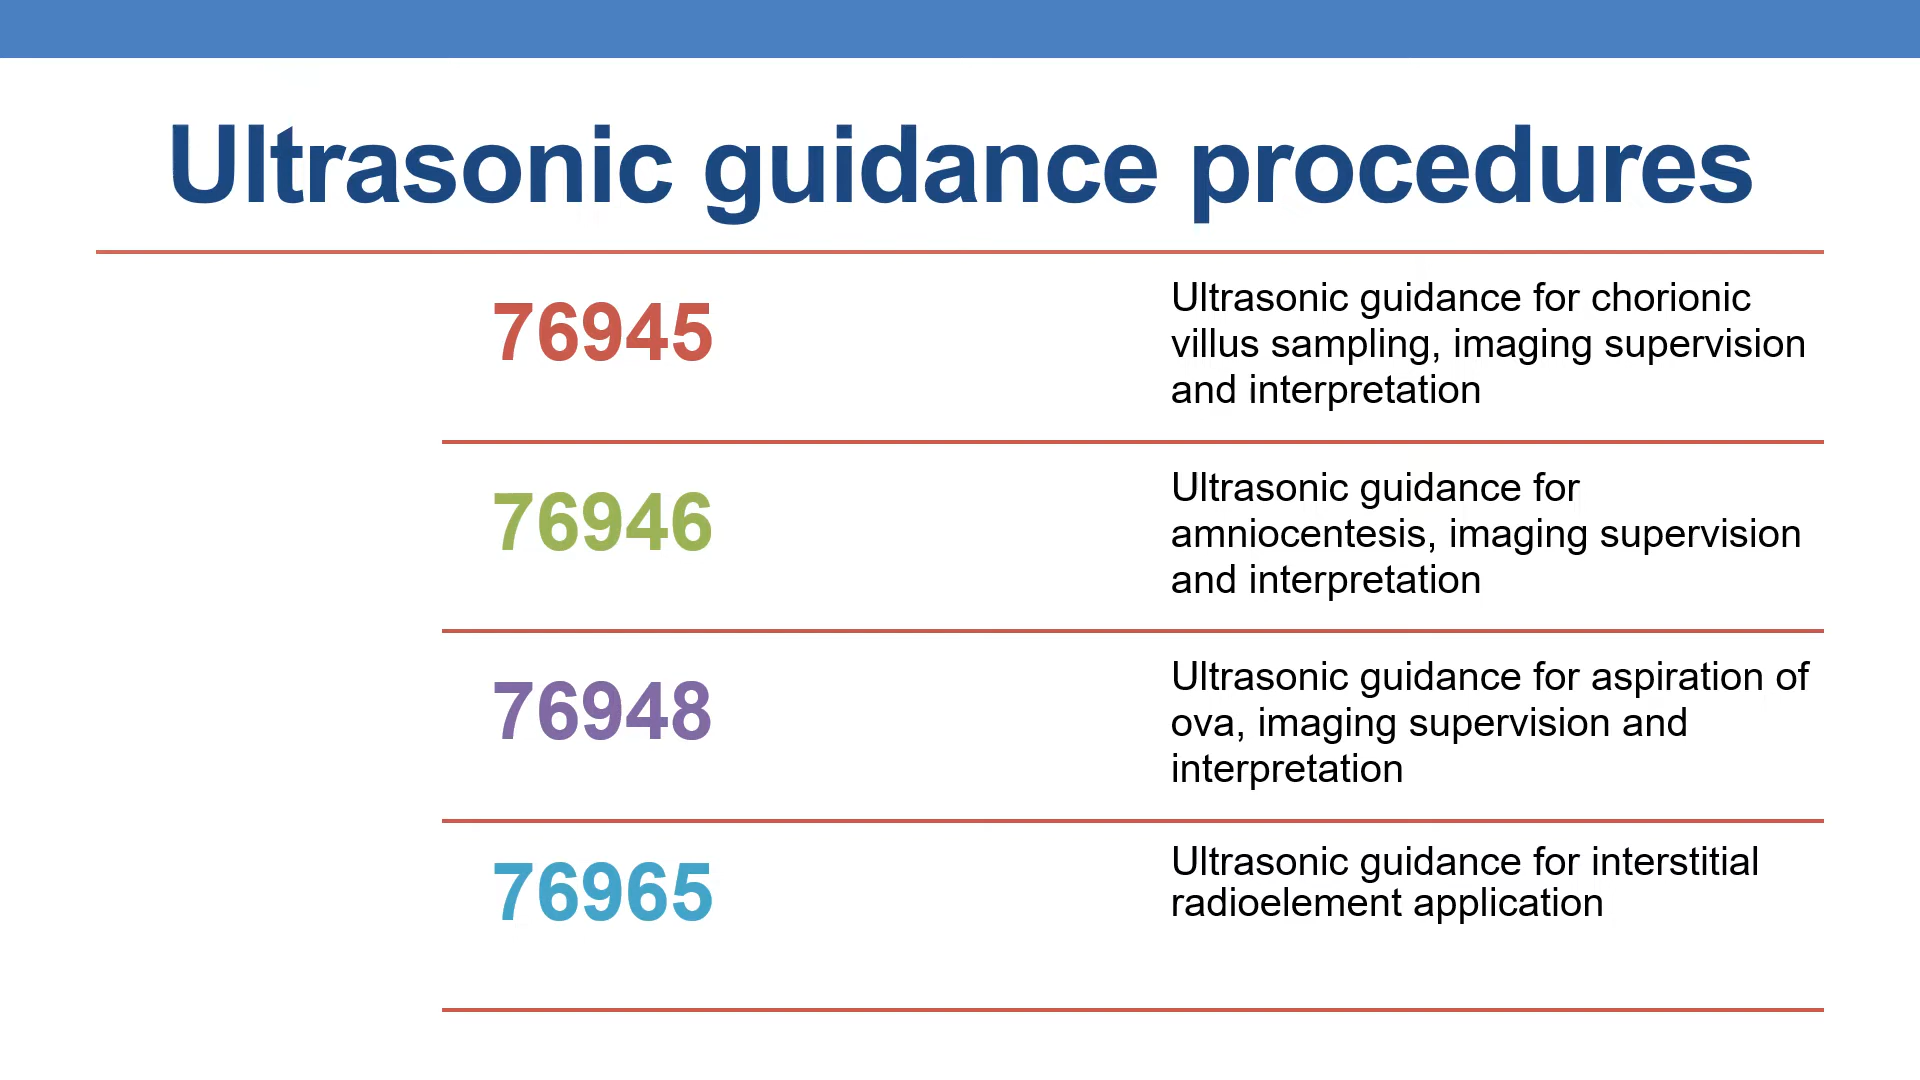 Ultrasonic guidance procedures
76945
Ultrasonic guidance for chorionic
villus sampling, imaging supervision
and interpretation
76946
Ultrasonic guidance for
amniocentesis, imaging supervision
and interpretation
76948
Ultrasonic guidance for aspiration of
ova, imaging supervision and
interpretation
76965
Ultrasonic guidance for interstitial
radioelement application